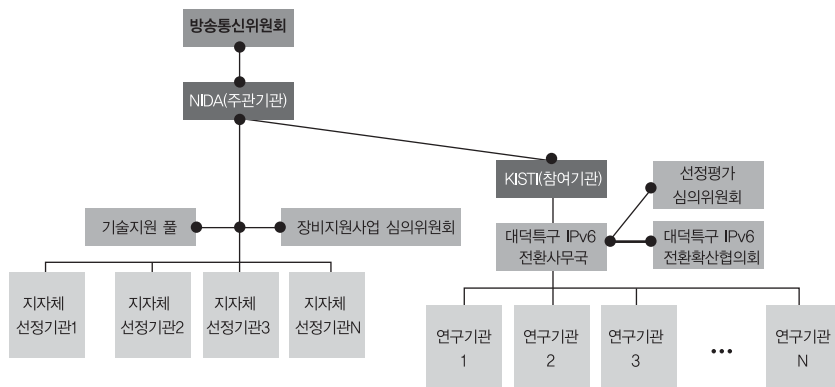 방송통신위원회
NIDA(주관기관)
KISTI(참여기관)
선정평가
심의위원회
기술지원 풀
장비지원사업 심의위원회
대덕특구 IPv6
전환사무국
대덕특구 IPv6
전환확산협의회
지자체
선정기관1
지자체
선정기관2
지자체
선정기관3
지자체
선정기관N
연구기관
1
연구기관
2
연구기관
3
•••
연구기관
N